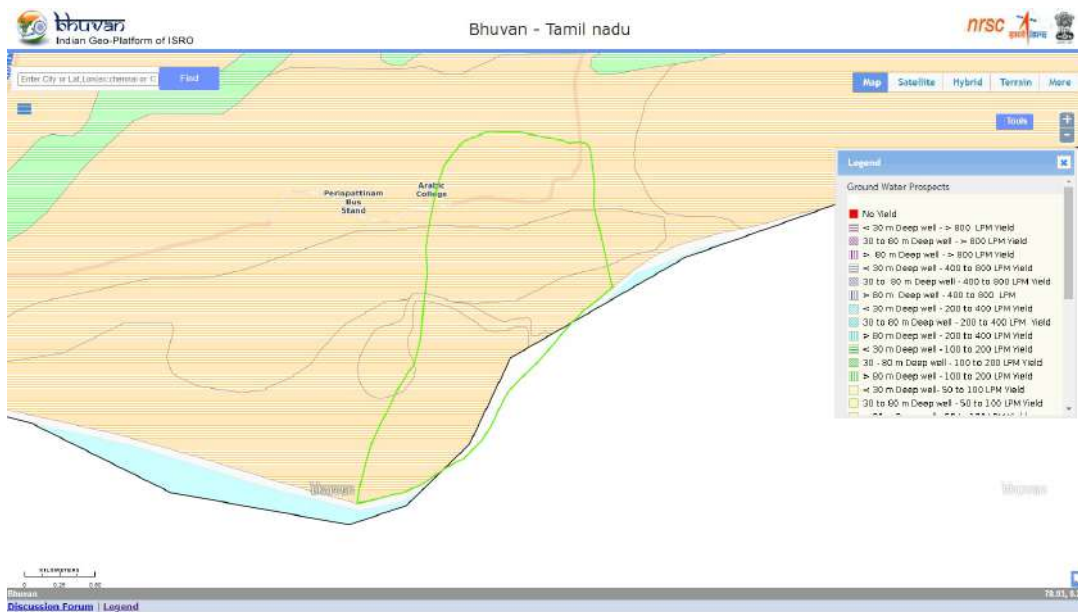 bhuvan
Indian Geo-Platform of ISRO
Bhuvan - Tamil nadu
nrsc
Find
Map Satellite Hybrid Terrain More
Tools
+
-
Legend
Ground Water Prospects
No Yield
< 30 m Deep well - > 800 LPM Yield
30 to 80 m Deep well - > 800 LPM Yield
> 80 m Deep well - > 800 LPM Yield
< 30 m Deep well - 400 to 800 LPM Yield
30 to 80 m Deep well - 400 to 800 LPM Yield
> 80 m Deep well - 400 to 800 LPM
< 30 m Deep well - 200 to 400 LPM Yield
30 to 80 m Deep well - 200 to 400 LPM Yield
> 80 m Deep well - 200 to 400 LPM Yield
< 30 m Deep well - 100 to 200 LPM Yield
30 - 80 m Deep well - 100 to 200 LPM Yield
> 80 m Deep well - 100 to 200 LPM Yield
< 30 m Deep well - 50 to 100 LPM Yield
30 to 80 m Deep well - 50 to 100 LPM Yield
Periapattinam
Bus
Stand
Arabic
College
bhuvan
bhuvan
KILOMETERS
Bhuvan
Discussion Forum | Legend